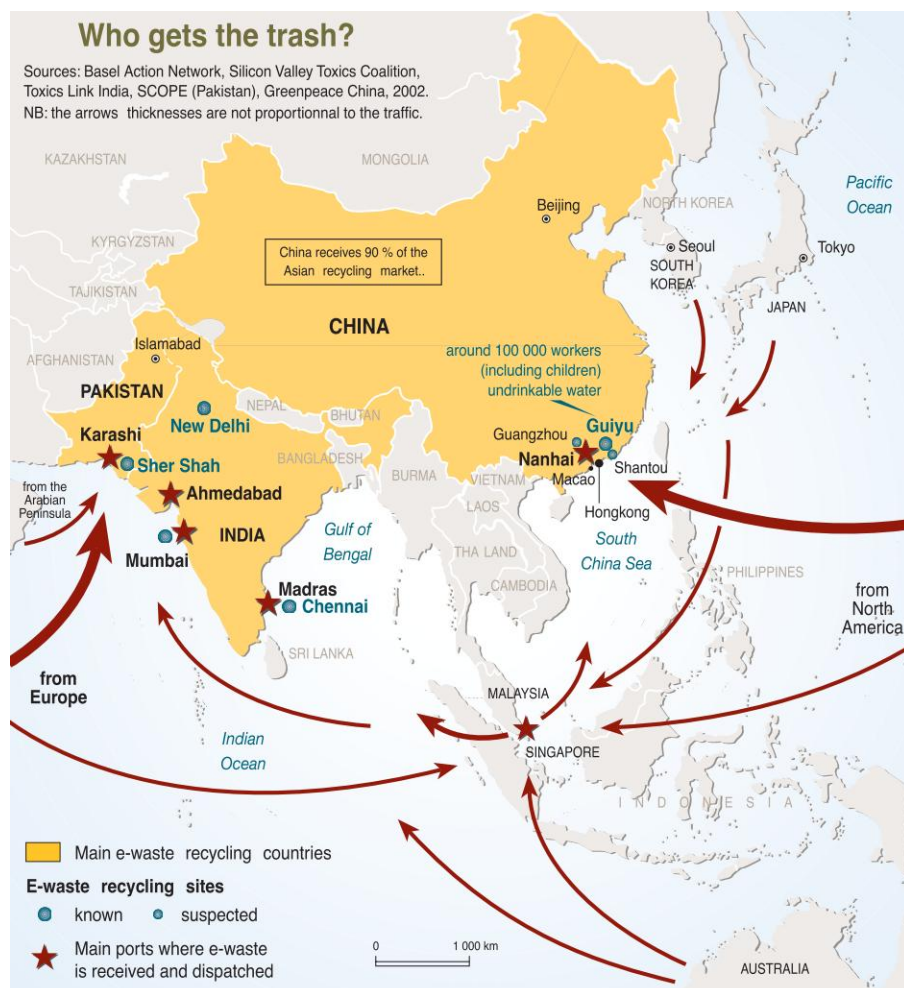 Who gets the trash?
Sources: Basel Action Network, Silicon Valley Toxics Coalition,
Toxics Link India, SCOPE (Pakistan), Greenpeace China, 2002.
NB: the arrows thicknesses are not proportionnal to the traffic.
KAZAKHSTAN
MONGOLIA
Pacific
Ocean
Beijing
NORTH KOREA
KYRGYZSTAN
China receives 90 % of the
Asian recycling market..
Seoul
SOUTH
KOREA
Tokyo
TAJIKISTAN
JAPAN
CHINA
Islamabad
AFGHANISTAN
around 100 000 workers
(including children)
undrinkable water
PAKISTAN
NEPAL
BHUTAN
New Delhi
Guiyu
Karashi
Guangzhou
Sher Shah
BANGLADESH
Nanhai
Shantou
BURMA
VIETNAM
Macao
from the
Arabian
Peninsula
Ahmedabad
LAOS
Hongkong
INDIA
Gulf of
Bengal
South
China Sea
Mumbai
THA LAND
PHILIPPINES
CAMBODIA
Madras
Chennai
from
North
America
SRI LANKA
from
Europe
MALAYSIA
Indian
Ocean
SINGAPORE
INDONESIA
Main e-waste recycling countries
E-waste recycling sites
known
suspected
Main ports where e-waste
is received and dispatched
0
1 000 km
AUSTRALIA